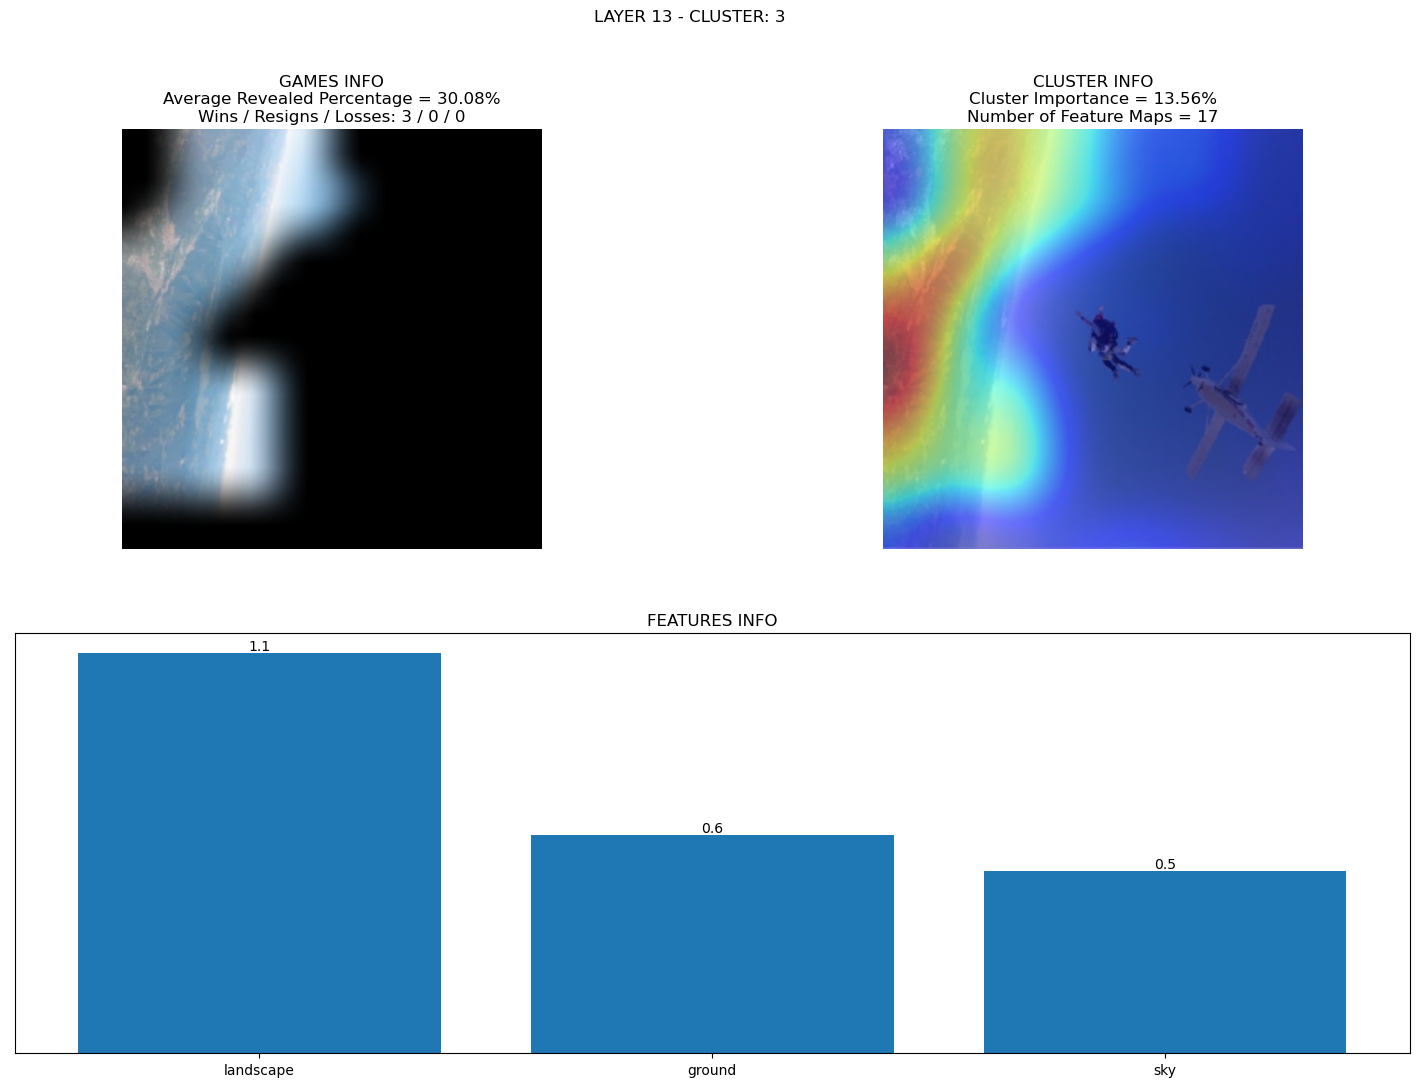 LAYER 13 - CLUSTER: 3
GAMES INFO
Average Revealed Percentage = 30.08%
Wins / Resigns / Losses: 3 / 0 / 0
CLUSTER INFO
Cluster Importance = 13.56%
Number of Feature Maps = 17
FEATURES INFO
1.1
0.6
0.5
landscape
ground
sky